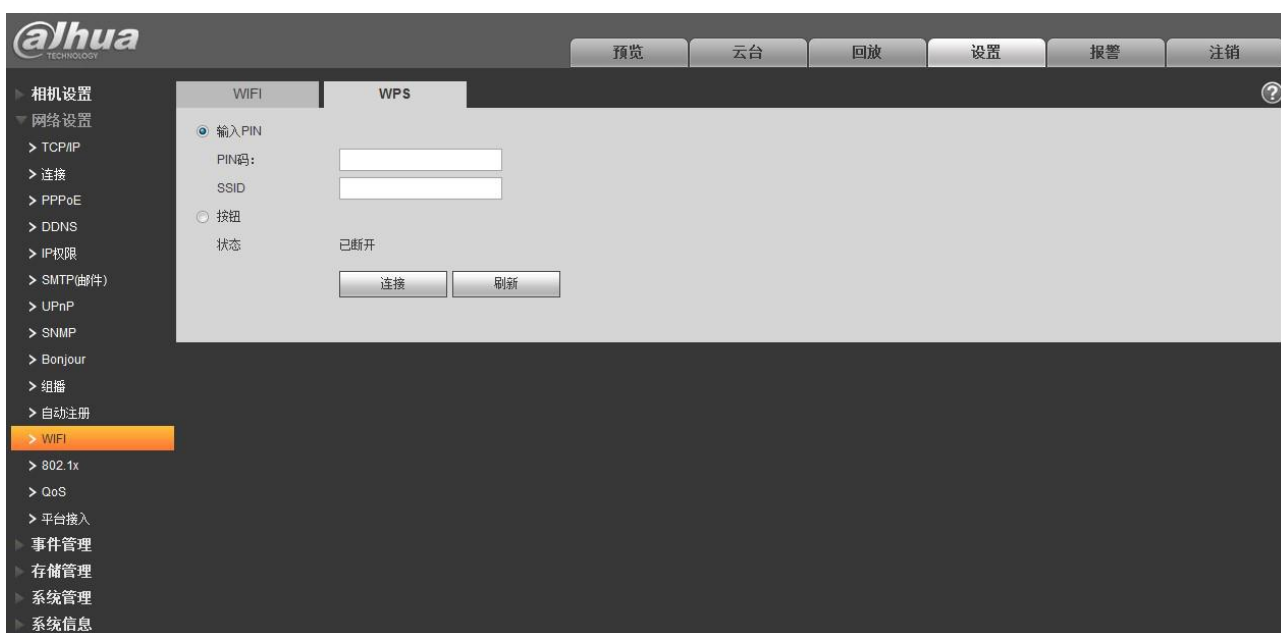 alhua
TECHNOLOGY
预览 云台 回放 设置 报警 注销
相机设置
网络设置
> TCP/IP
> 连接
> PPPoE
> DDNS
> IP权限
> SMTP(邮件)
> UPnP
> SNMP
> Bonjour
> 组播
> 自动注册
> WIFI
> 802.1x
> QoS
> 平台接入
事件管理
存储管理
系统管理
系统信息
WIFI WPS
?
输入PIN
PIN码:
SSID
按钮
状态 已断开
连接 刷新